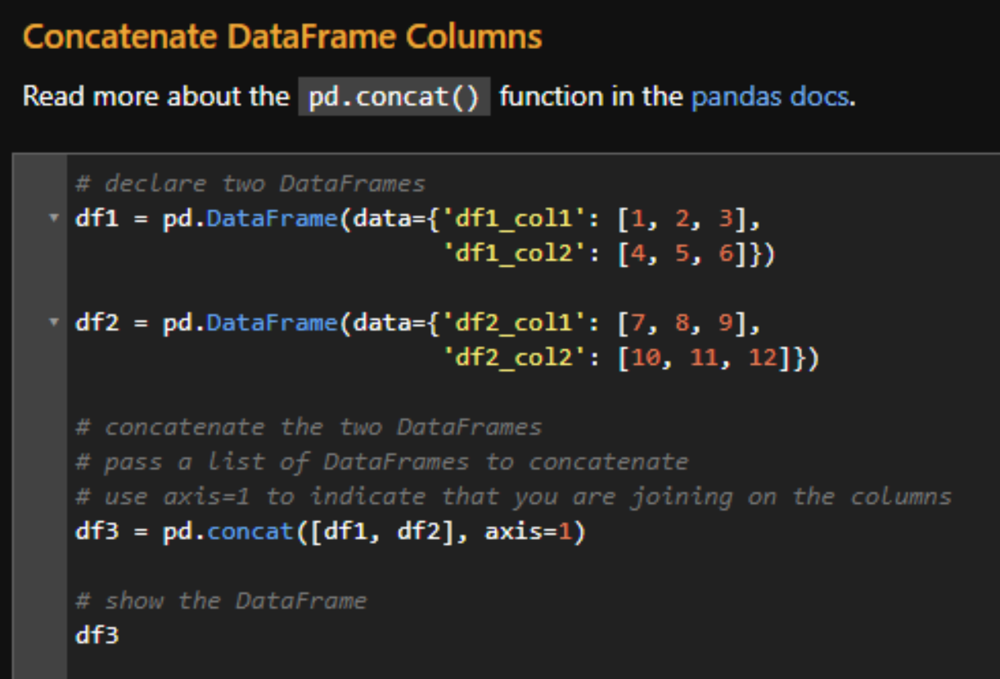 Concatenate DataFrame Columns
Read more about the pd.concat() function in the pandas docs.
# declare two DataFrames
df1 = pd.DataFrame(data={'df1_col1': [1, 2, 3],
                         'df1_col2': [4, 5, 6]})
df2 = pd.DataFrame(data={'df2_col1': [7, 8, 9],
                         'df2_col2': [10, 11, 12]})
# concatenate the two DataFrames
# pass a list of DataFrames to concatenate
# use axis=1 to indicate that you are joining on the columns
df3 = pd.concat([df1, df2], axis=1)
# show the DataFrame
df3